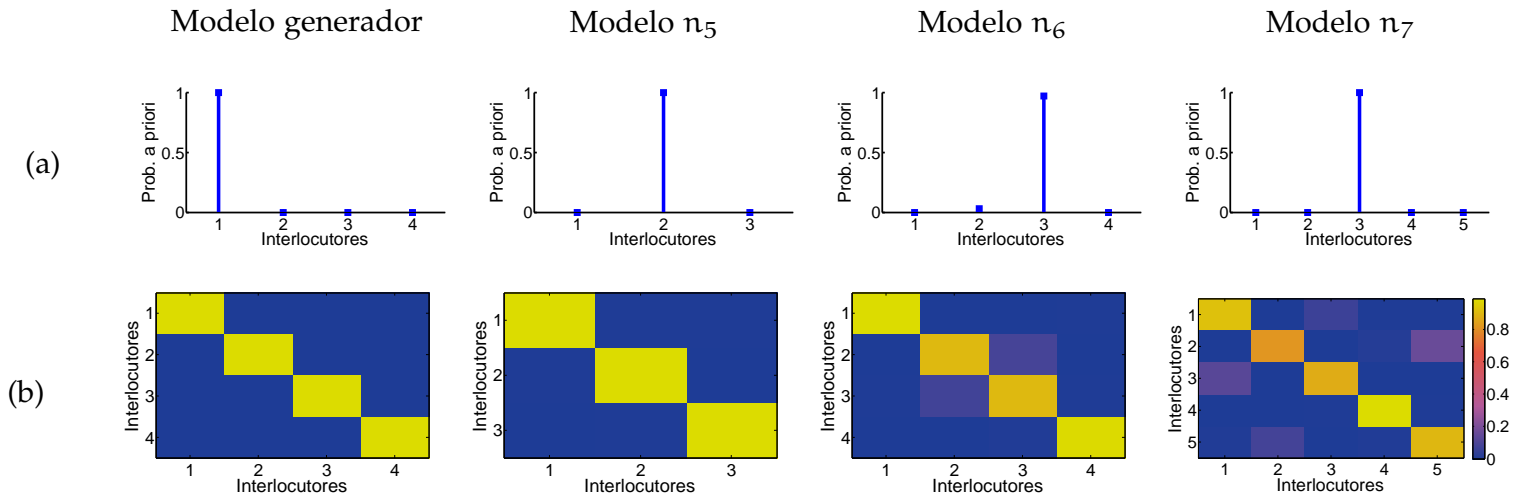 Modelo generador
Modelo n5
Modelo n6
Modelo n7
(a)
Prob. a priori
1
0.5
0
1 2 3 4
Interlocutores
Prob. a priori
1
0.5
0
1 2 3
Interlocutores
Prob. a priori
1
0.5
0
1 2 3 4
Interlocutores
Prob. a priori
1
0.5
0
1 2 3 4 5
Interlocutores
(b)
Interlocutores
1
2
3
4
1 2 3 4
Interlocutores
Interlocutores
1
2
3
1 2 3
Interlocutores
Interlocutores
1
2
3
4
1 2 3 4
Interlocutores
Interlocutores
1
2
3
4
5
1 2 3 4 5
Interlocutores
0.8
0.6
0.4
0.2
0